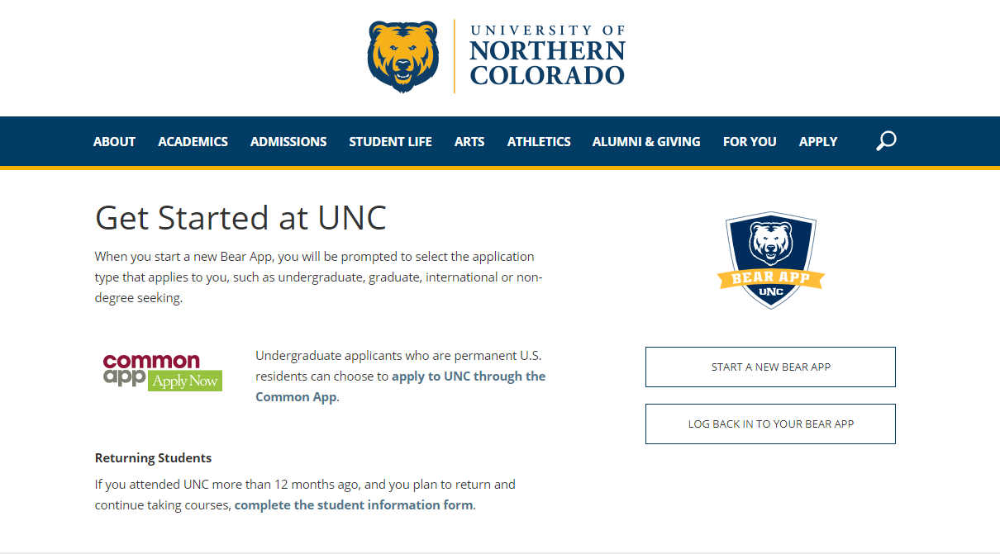 UNIVERSITY OF
NORTHERN
COLORADO
ABOUT ACADEMICS ADMISSIONS STUDENT LIFE ARTS ATHLETICS ALUMNI & GIVING FOR YOU APPLY
Get Started at UNC
When you start a new Bear App, you will be prompted to select the application
type that applies to you, such as undergraduate, graduate, international or non-
degree seeking.
common
app Apply Now
Undergraduate applicants who are permanent U.S.
residents can choose to apply to UNC through the
Common App.
Returning Students
If you attended UNC more than 12 months ago, and you plan to return and
continue taking courses, complete the student information form.
BEAR APP
UNC
START A NEW BEAR APP
LOG BACK IN TO YOUR BEAR APP